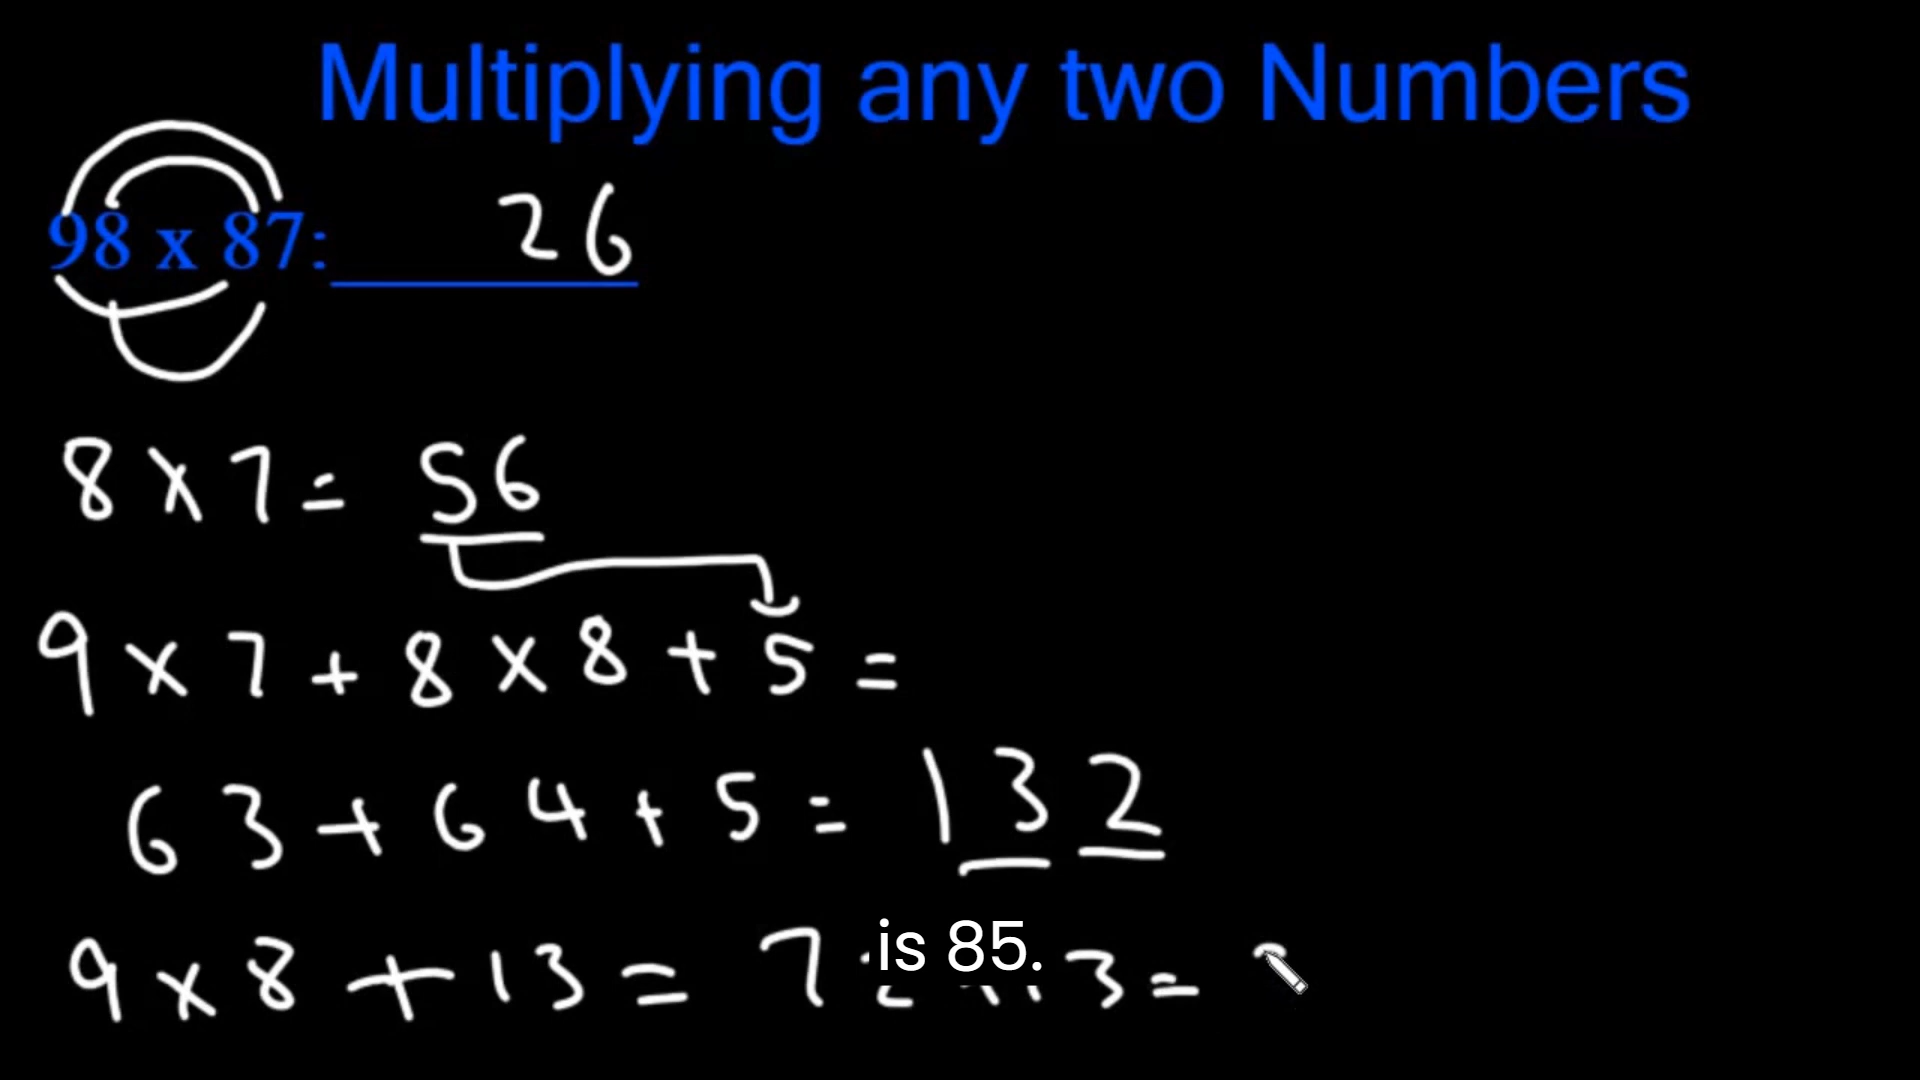 Multiplying any two Numbers
98 x 87: 26
8 x 7 = 56
9 x 7 + 8 x 8 + 5 =
63 + 64 + 5 = 132
9 x 8 + 13 = 7 3 =
is 85.